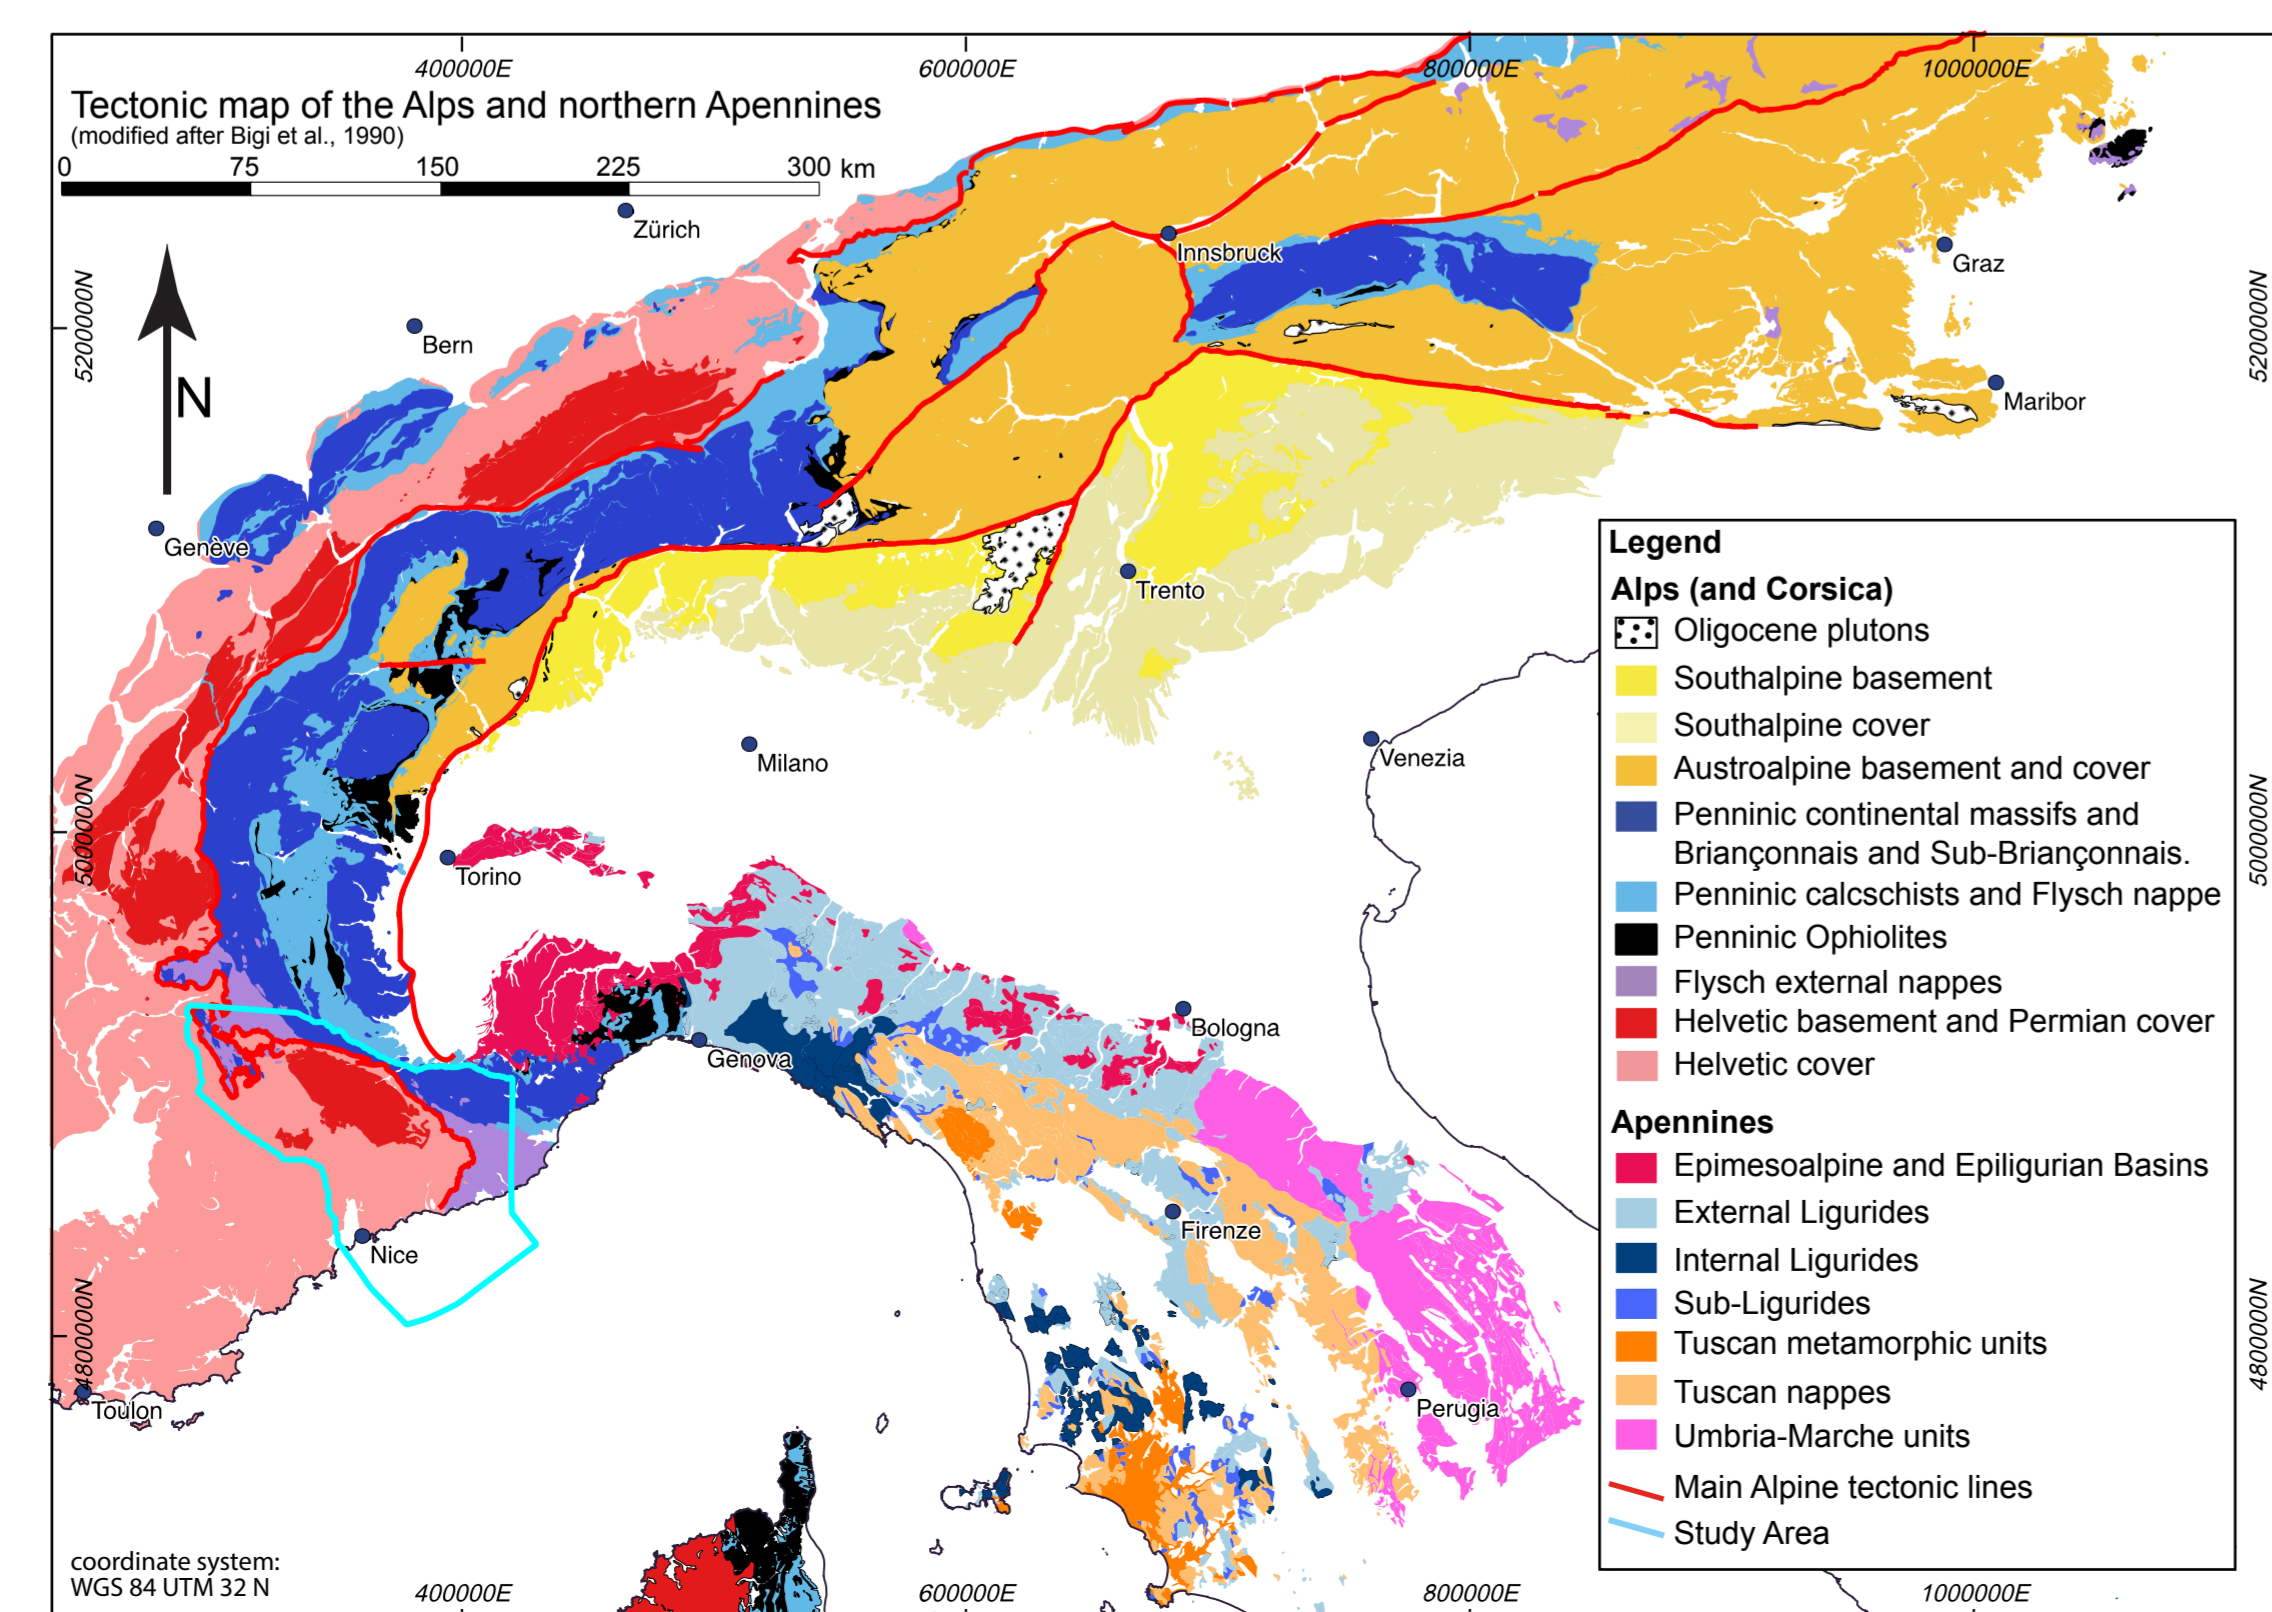 400000E
600000E
800000E
1000000E
Tectonic map of the Alps and northern Apennines
(modified after Bigi et al., 1990)
0 75 150 225 300 km
N
5200000N
5200000N
5000000N
5000000N
4800000N
4800000N
Zürich
Innsbruck
Graz
Bern
Maribor
Genève
Trento
Milano
Venezia
Torino
Genova
Bologna
Firenze
Nice
Toulon
Perugia
Legend
Alps (and Corsica)
Oligocene plutons
Southalpine basement
Southalpine cover
Austroalpine basement and cover
Penninic continental massifs and
Briançonnais and Sub-Briançonnais.
Penninic calcschists and Flysch nappe
Penninic Ophiolites
Flysch external nappes
Helvetic basement and Permian cover
Helvetic cover
Apennines
Epimesoalpine and Epiligurian Basins
External Ligurides
Internal Ligurides
Sub-Ligurides
Tuscan metamorphic units
Tuscan nappes
Umbria-Marche units
Main Alpine tectonic lines
Study Area
coordinate system:
WGS 84 UTM 32 N
400000E
600000E
800000E
1000000E